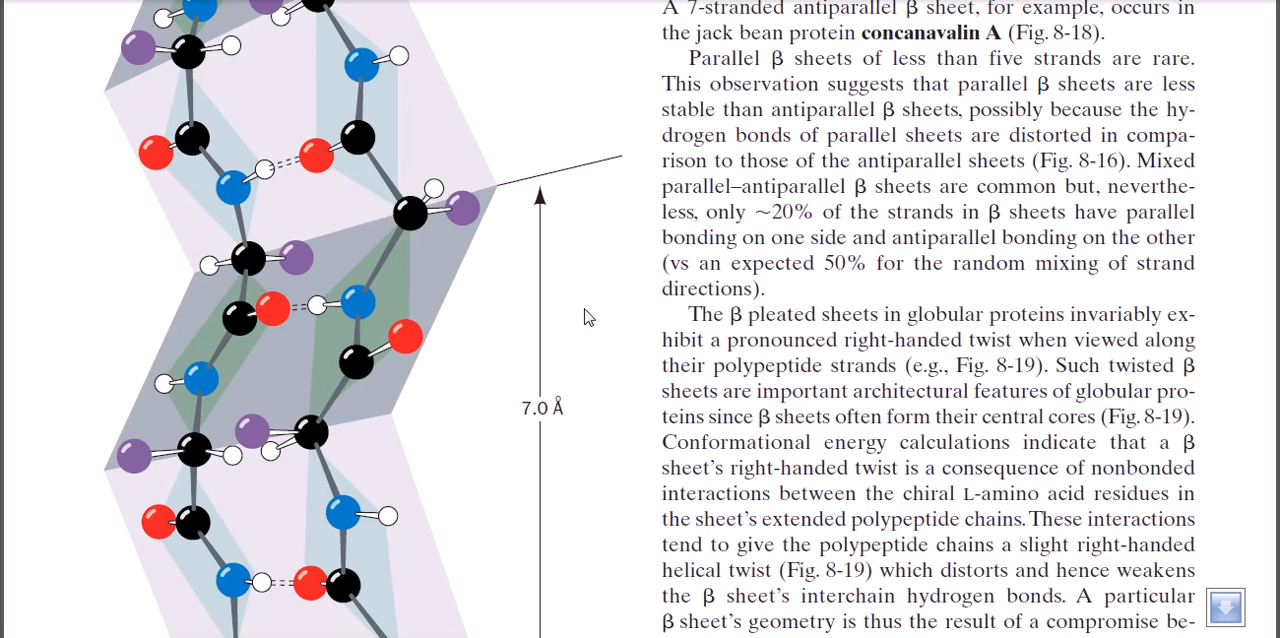 A 7-stranded antiparallel β sheet, for example, occurs in
the jack bean protein concanavalin A (Fig. 8-18).
Parallel β sheets of less than five strands are rare.
This observation suggests that parallel β sheets are less
stable than antiparallel β sheets, possibly because the hy-
drogen bonds of parallel sheets are distorted in compa-
rison to those of the antiparallel sheets (Fig. 8-16). Mixed
parallel–antiparallel β sheets are common but, neverthe-
less, only ~20% of the strands in β sheets have parallel
bonding on one side and antiparallel bonding on the other
(vs an expected 50% for the random mixing of strand
directions).
The β pleated sheets in globular proteins invariably ex-
hibit a pronounced right-handed twist when viewed along
their polypeptide strands (e.g., Fig. 8-19). Such twisted β
sheets are important architectural features of globular pro-
teins since β sheets often form their central cores (Fig. 8-19).
Conformational energy calculations indicate that a β
sheet's right-handed twist is a consequence of nonbonded
interactions between the chiral L-amino acid residues in
the sheet's extended polypeptide chains. These interactions
tend to give the polypeptide chains a slight right-handed
helical twist (Fig. 8-19) which distorts and hence weakens
the β sheet's interchain hydrogen bonds. A particular
β sheet's geometry is thus the result of a compromise be-
7.0 Å